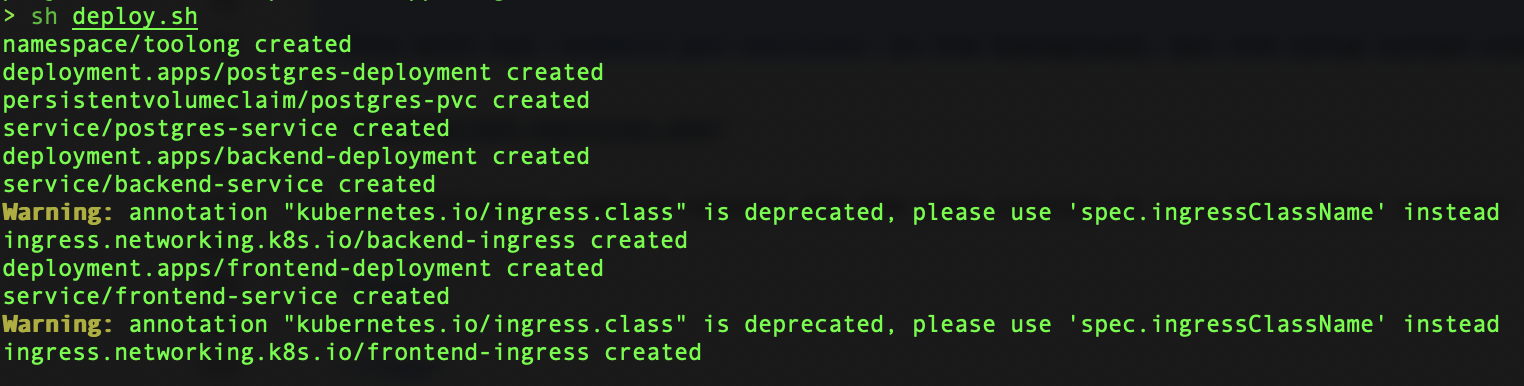 > sh deploy.sh
namespace/toolong created
deployment.apps/postgres-deployment created
persistentvolumeclaim/postgres-pvc created
service/postgres-service created
deployment.apps/backend-deployment created
service/backend-service created
Warning: annotation "kubernetes.io/ingress.class" is deprecated, please use 'spec.ingressClassName' instead
ingress.networking.k8s.io/backend-ingress created
deployment.apps/frontend-deployment created
service/frontend-service created
Warning: annotation "kubernetes.io/ingress.class" is deprecated, please use 'spec.ingressClassName' instead
ingress.networking.k8s.io/frontend-ingress created